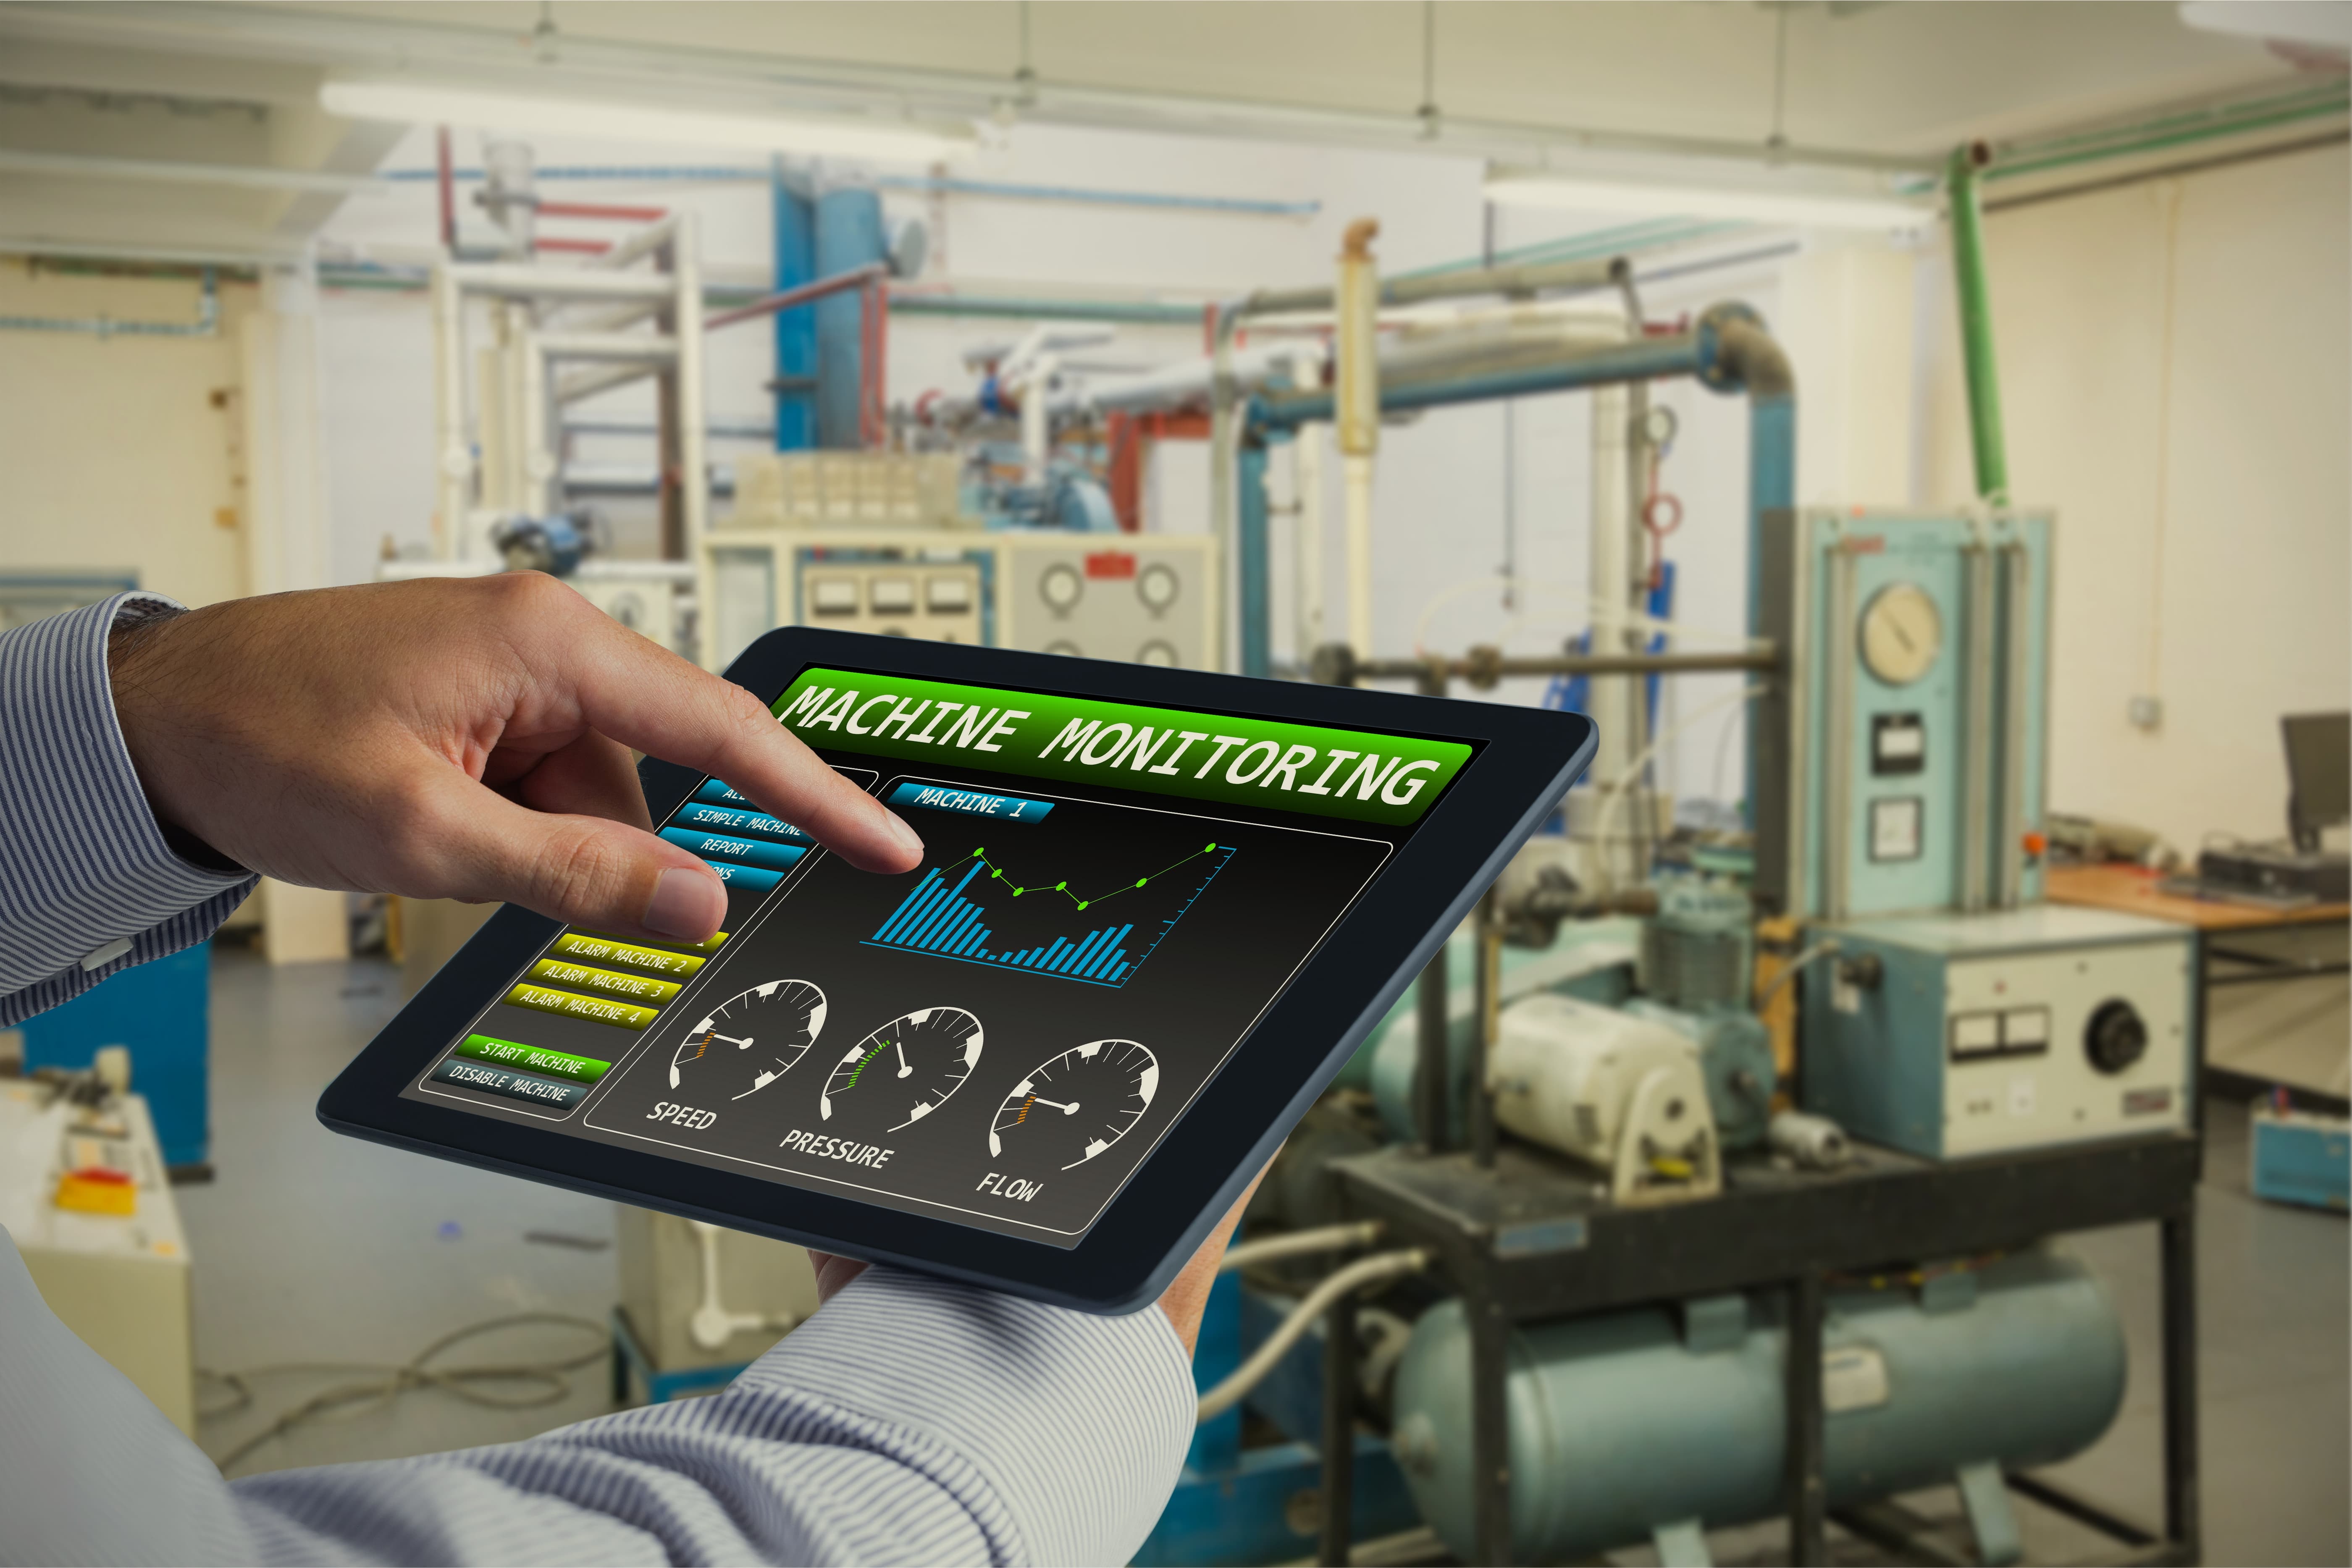 MACHINE MONITORING
MACHINE 1
SIMPLE MACHINE
REPORT
ALARM MACHINE 2
ALARM MACHINE 3
ALARM MACHINE 4
START MACHINE
DISABLE MACHINE
SPEED
PRESSURE
FLOW